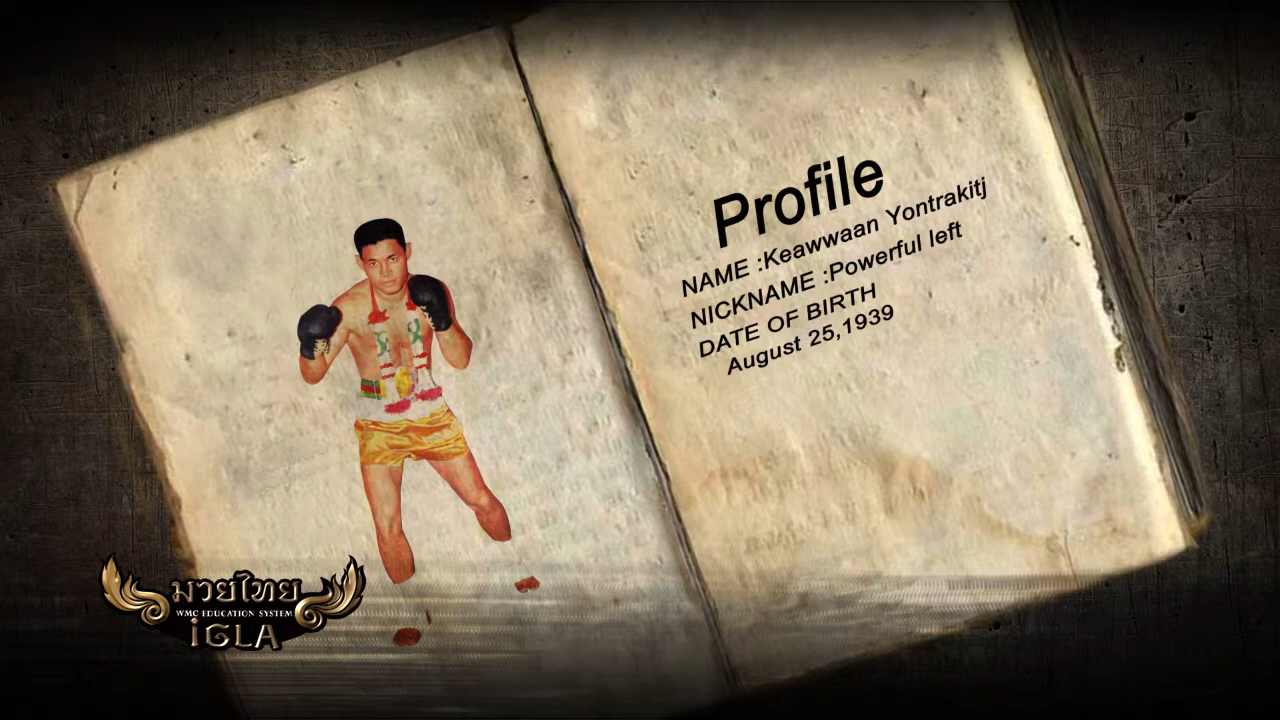 Profile
NAME :Keawwaan Yontrakitj
NICKNAME :Powerful left
DATE OF BIRTH
August 25,1939
มวยไทย
WMC EDUCATION SYSTEM
iGLA